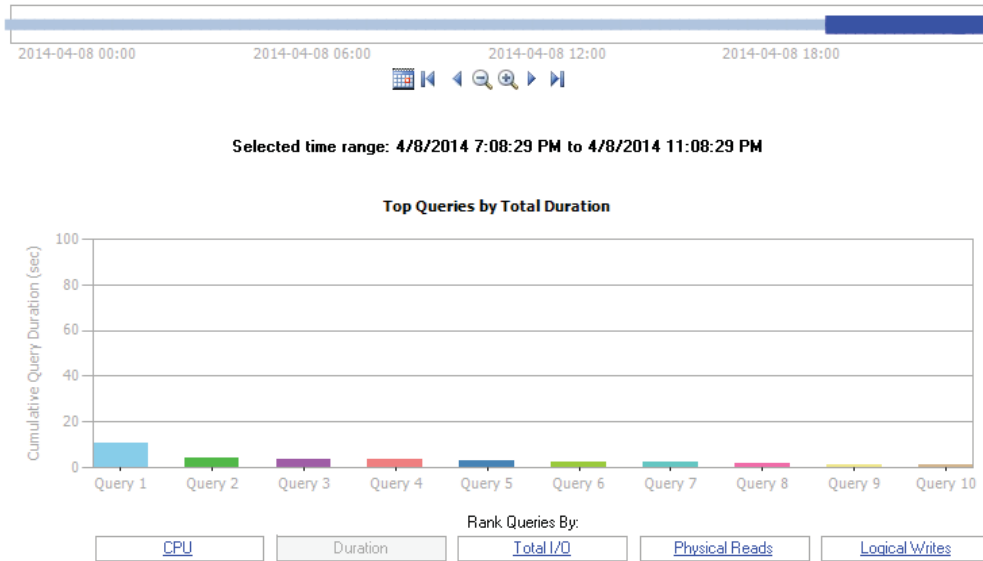 2014-04-08 00:00 2014-04-08 06:00 2014-04-08 12:00 2014-04-08 18:00
Selected time range: 4/8/2014 7:08:29 PM to 4/8/2014 11:08:29 PM
Top Queries by Total Duration
Cumulative Query Duration (sec)
100
80
60
40
20
0
Query 1 Query 2 Query 3 Query 4 Query 5 Query 6 Query 7 Query 8 Query 9 Query 10
Rank Queries By:
CPU Duration Total I/O Physical Reads Logical Writes